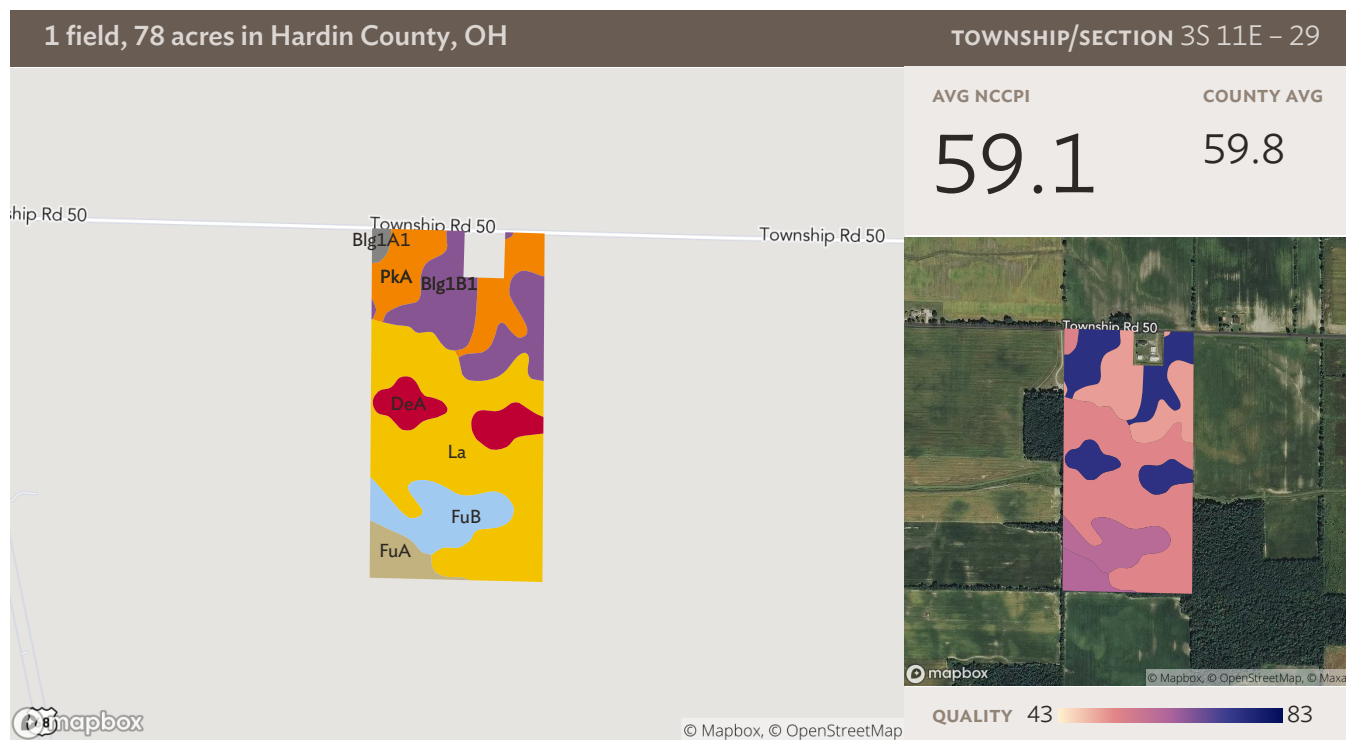 1 field, 78 acres in Hardin County, OH
TOWNSHIP/SECTION 3S 11E – 29
AVG NCCPI
COUNTY AVG
59.1
59.8
ship Rd 50
Township Rd 50
Township Rd 50
Blg1A1
PkA
Blg1B1
DeA
La
FuB
FuA
mapbox
© Mapbox, © OpenStreetMap
Township Rd 50
mapbox
© Mapbox, © OpenStreetMap, © Maxa
QUALITY 43 83